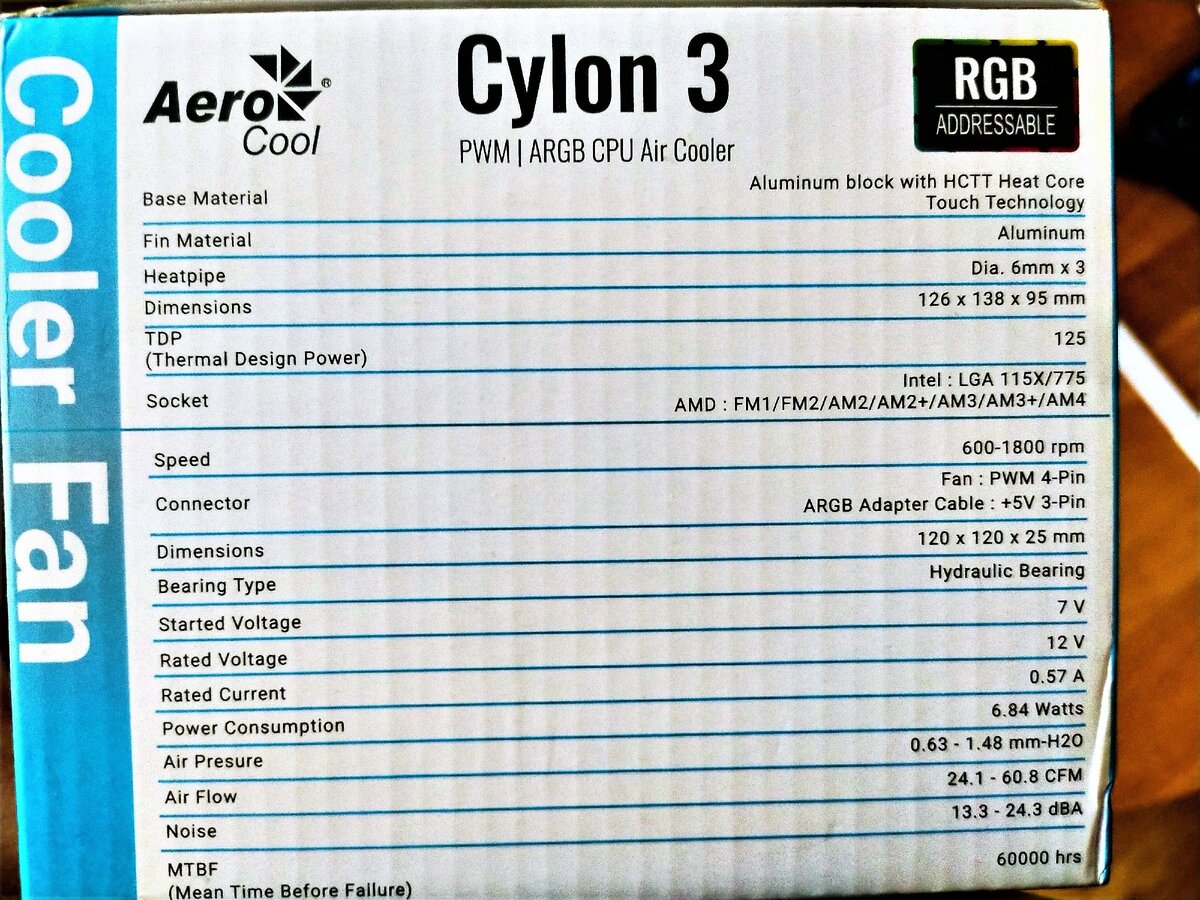 Cooler Fan
Aero
Cool
®
Cylon 3
PWM | ARGB CPU Air Cooler
RGB
ADDRESSABLE
Base Material Aluminum block with HCTT Heat Core
Touch Technology
Fin Material Aluminum
Heatpipe Dia. 6mm x 3
Dimensions 126 x 138 x 95 mm
TDP 125
(Thermal Design Power)
Socket Intel : LGA 115X/775
AMD : FM1/FM2/AM2/AM2+/AM3/AM3+/AM4
Speed 600-1800 rpm
Connector Fan : PWM 4-Pin
ARGB Adapter Cable : +5V 3-Pin
Dimensions 120 x 120 x 25 mm
Bearing Type Hydraulic Bearing
Started Voltage 7 V
Rated Voltage 12 V
Rated Current 0.57 A
Power Consumption 6.84 Watts
Air Presure 0.63 - 1.48 mm-H2O
Air Flow 24.1 - 60.8 CFM
Noise 13.3 - 24.3 dBA
MTBF 60000 hrs
(Mean Time Before Failure)